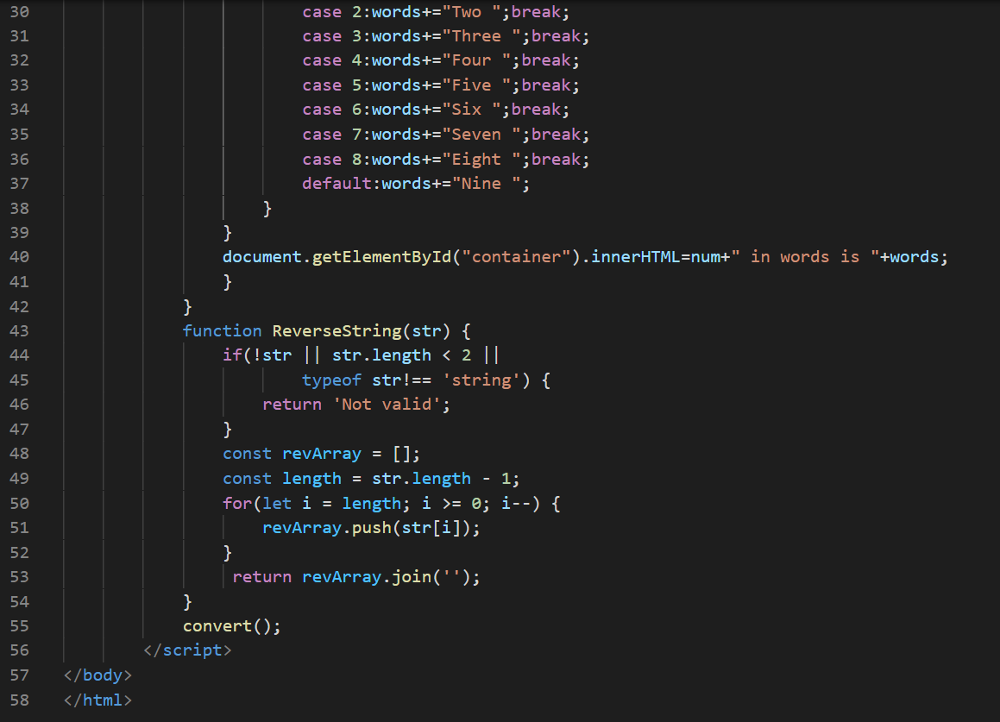 30 case 2:words+="Two ";break;
31 case 3:words+="Three ";break;
32 case 4:words+="Four ";break;
33 case 5:words+="Five ";break;
34 case 6:words+="Six ";break;
35 case 7:words+="Seven ";break;
36 case 8:words+="Eight ";break;
37 default:words+="Nine ";
38 }
39 }
40 document.getElementById("container").innerHTML=num+" in words is "+words;
41 }
42 }
43 function ReverseString(str) {
44 if(!str || str.length < 2 ||
45 typeof str!== 'string') {
46 return 'Not valid';
47 }
48 const revArray = [];
49 const length = str.length - 1;
50 for(let i = length; i >= 0; i--) {
51 revArray.push(str[i]);
52 }
53 return revArray.join('');
54 }
55 convert();
56 </script>
57 </body>
58 </html>